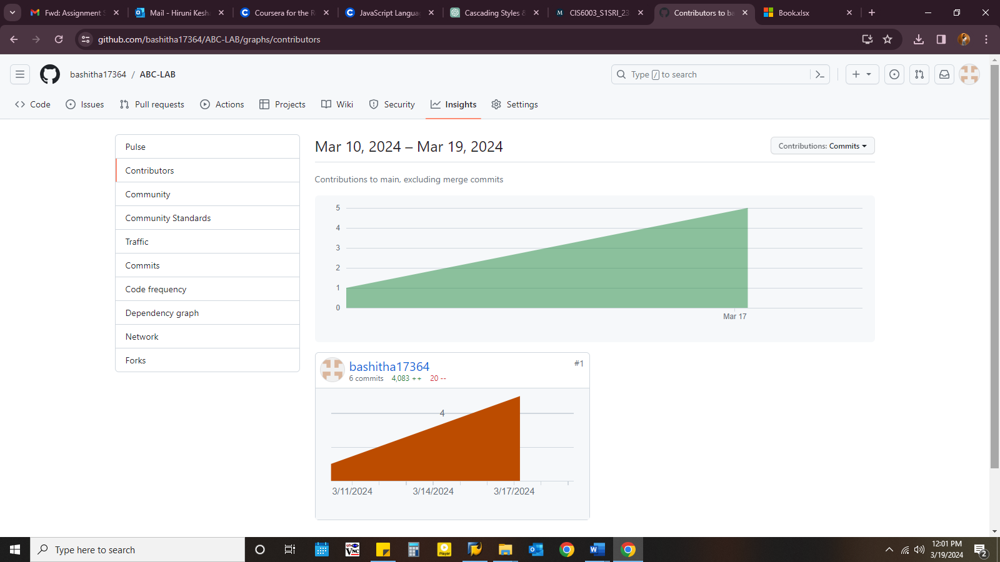 Fwd: Assignment S
Mail - Hiruni Kesh
Coursera for the R
JavaScript Langua
Cascading Styles &
CIS6003_S1SRI_23
Contributors to ba
Book.xlsx
github.com/bashitha17364/ABC-LAB/graphs/contributors
bashitha17364 / ABC-LAB
Type / to search
Code
Issues
Pull requests
Actions
Projects
Wiki
Security
Insights
Settings
Pulse
Contributors
Community
Community Standards
Traffic
Commits
Code frequency
Dependency graph
Network
Forks
Mar 10, 2024 – Mar 19, 2024
Contributions: Commits
Contributions to main, excluding merge commits
5
4
3
2
1
0
Mar 17
bashitha17364
#1
6 commits 4,083 ++ 20 --
4
3/11/2024 3/14/2024 3/17/2024
Type here to search
VNC
Player
12:01 PM
3/19/2024
2